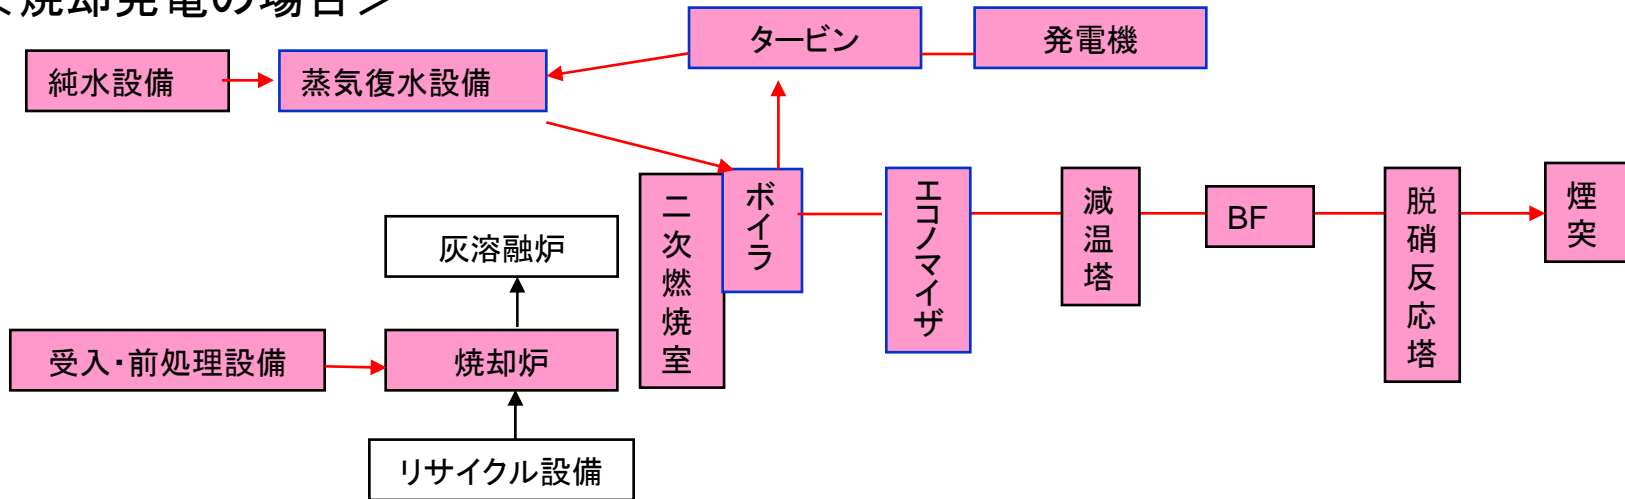 ＜焼却発電の場合＞
タービン
発電機
純水設備
蒸気復水設備
二次燃焼室
ボイラ
エコノマイザ
減温塔
BF
脱硝反応塔
煙突
灰溶融炉
受入・前処理設備
焼却炉
リサイクル設備